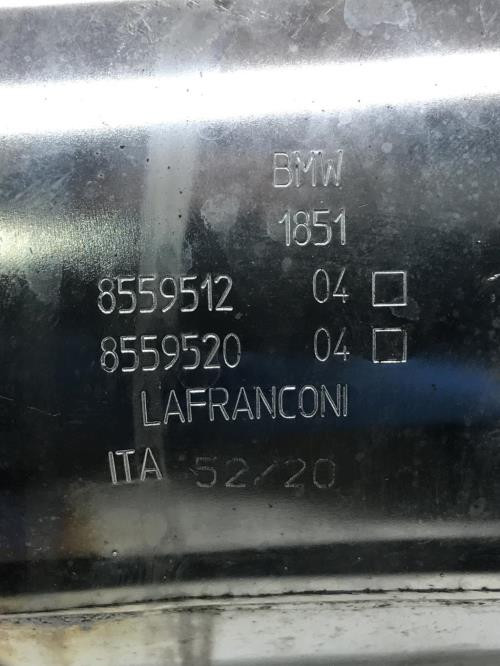 BMW
1851
8559512 04 □
8559520 04 □
LAFRANCONI
ITA 52/20